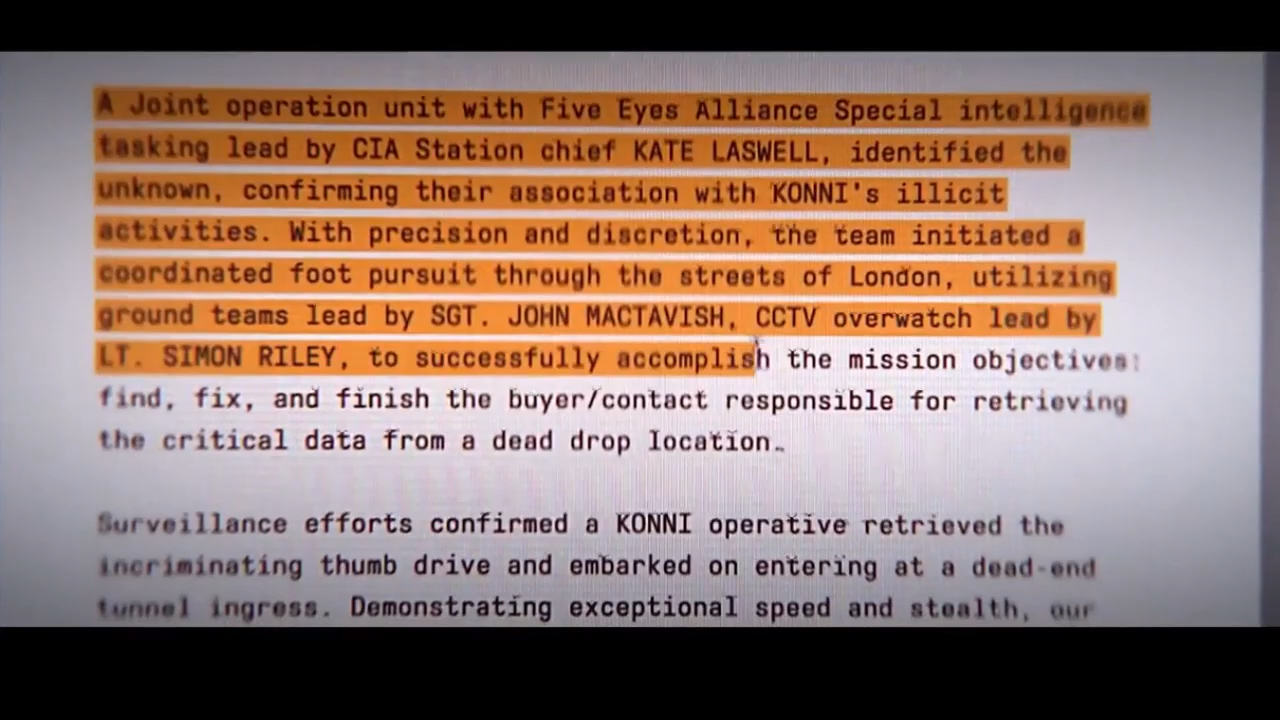 A Joint operation unit with Five Eyes Alliance Special intelligence
tasking lead by CIA Station chief KATE LASWELL, identified the
unknown, confirming their association with KONNI's illicit
activities. With precision and discretion, the team initiated a
coordinated foot pursuit through the streets of London, utilizing
ground teams lead by SGT. JOHN MACTAVISH, CCTV overwatch lead by
LT. SIMON RILEY, to successfully accomplish the mission objectives:
find, fix, and finish the buyer/contact responsible for retrieving
the critical data from a dead drop location.
Surveillance efforts confirmed a KONNI operative retrieved the
incriminating thumb drive and embarked on entering at a dead-end
tunnel ingress. Demonstrating exceptional speed and stealth, our